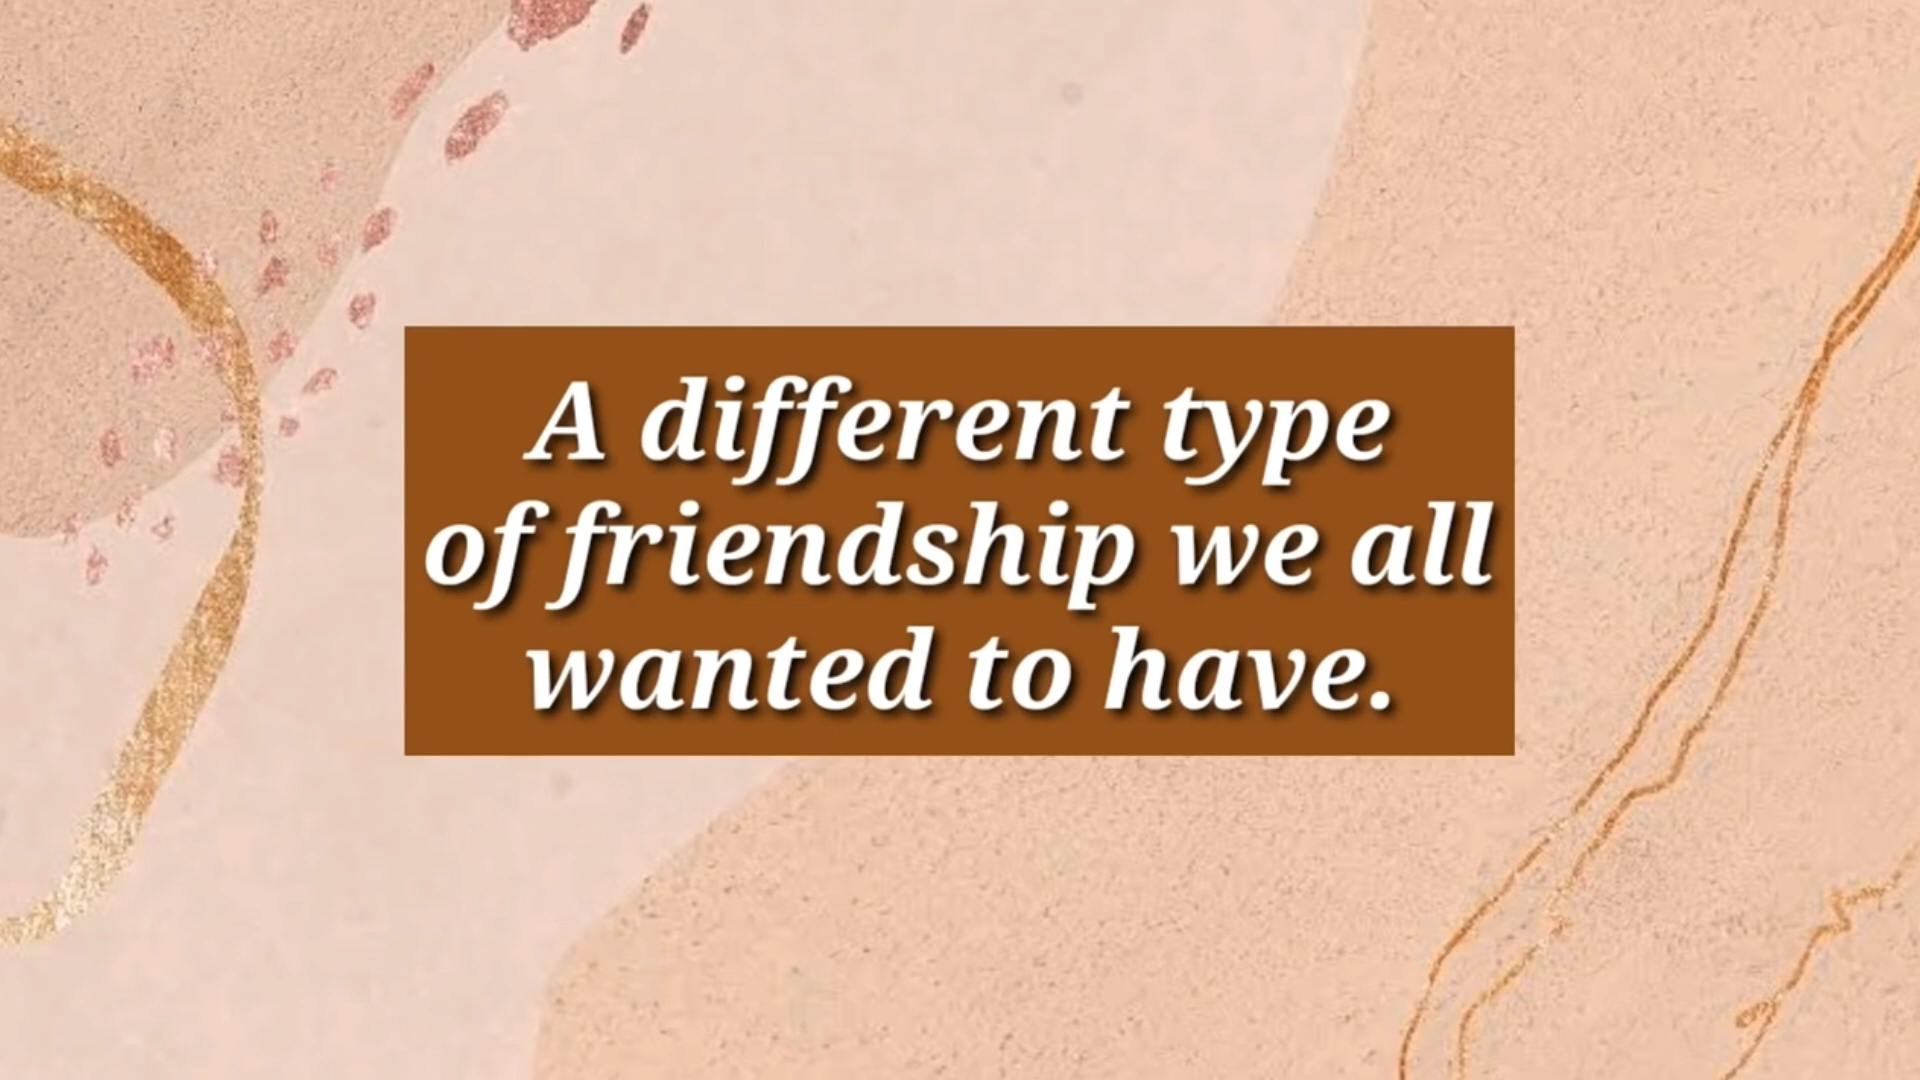 A different type
of friendship we all
wanted to have.